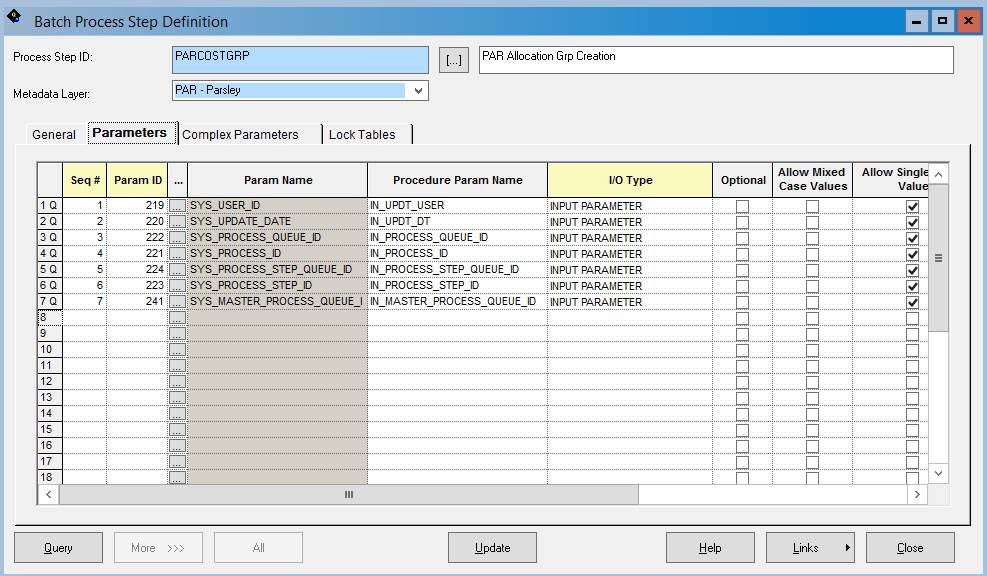 Batch Process Step Definition
Process Step ID: PARCOSTGRP [...] PAR Allocation Grp Creation
Metadata Layer: PAR - Parsley
General Parameters Complex Parameters Lock Tables
Seq # Param ID ... Param Name Procedure Param Name I/O Type Optional Allow Mixed Case Values Allow Single Value
1 Q 1 219 ... SYS_USER_ID IN_UPDT_USER INPUT PARAMETER
2 Q 2 220 ... SYS_UPDATE_DATE IN_UPDT_DT INPUT PARAMETER
3 Q 3 222 ... SYS_PROCESS_QUEUE_ID IN_PROCESS_QUEUE_ID INPUT PARAMETER
4 Q 4 221 ... SYS_PROCESS_ID IN_PROCESS_ID INPUT PARAMETER
5 Q 5 224 ... SYS_PROCESS_STEP_QUEUE_ID IN_PROCESS_STEP_QUEUE_ID INPUT PARAMETER
6 Q 6 223 ... SYS_PROCESS_STEP_ID IN_PROCESS_STEP_ID INPUT PARAMETER
7 Q 7 241 ... SYS_MASTER_PROCESS_QUEUE_I IN_MASTER_PROCESS_QUEUE_ID INPUT PARAMETER
8 ...
9 ...
10 ...
11 ...
12 ...
13 ...
14 ...
15 ...
16 ...
17 ...
18 ...
Query More >>> All Update Help Links Close